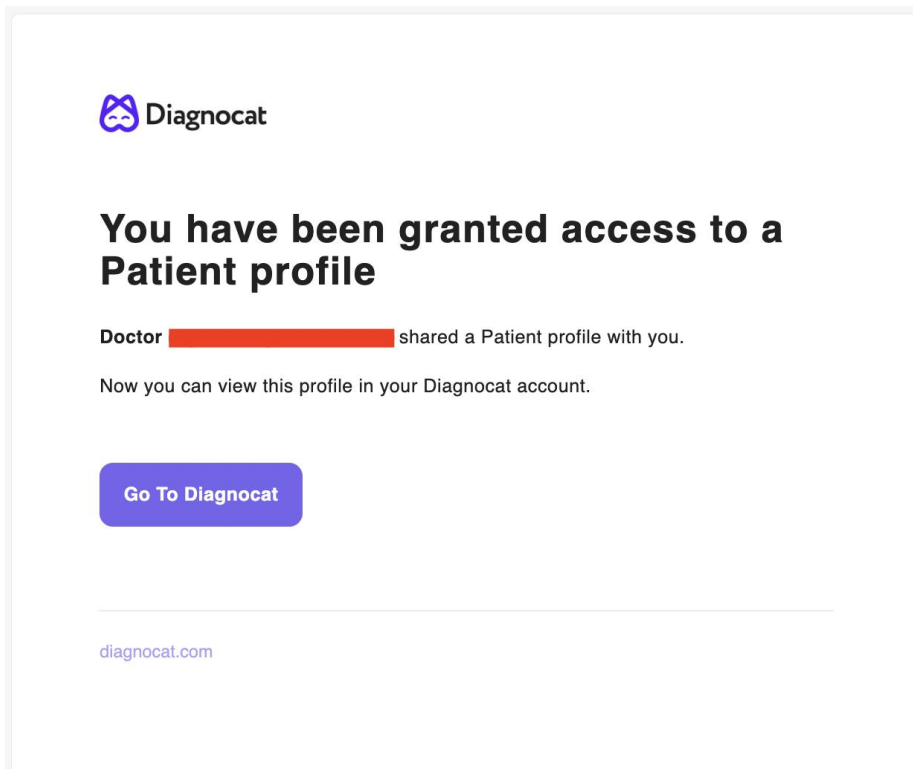 Diagnocat
You have been granted access to a
Patient profile
Doctor shared a Patient profile with you.
Now you can view this profile in your Diagnocat account.
Go To Diagnocat
diagnocat.com